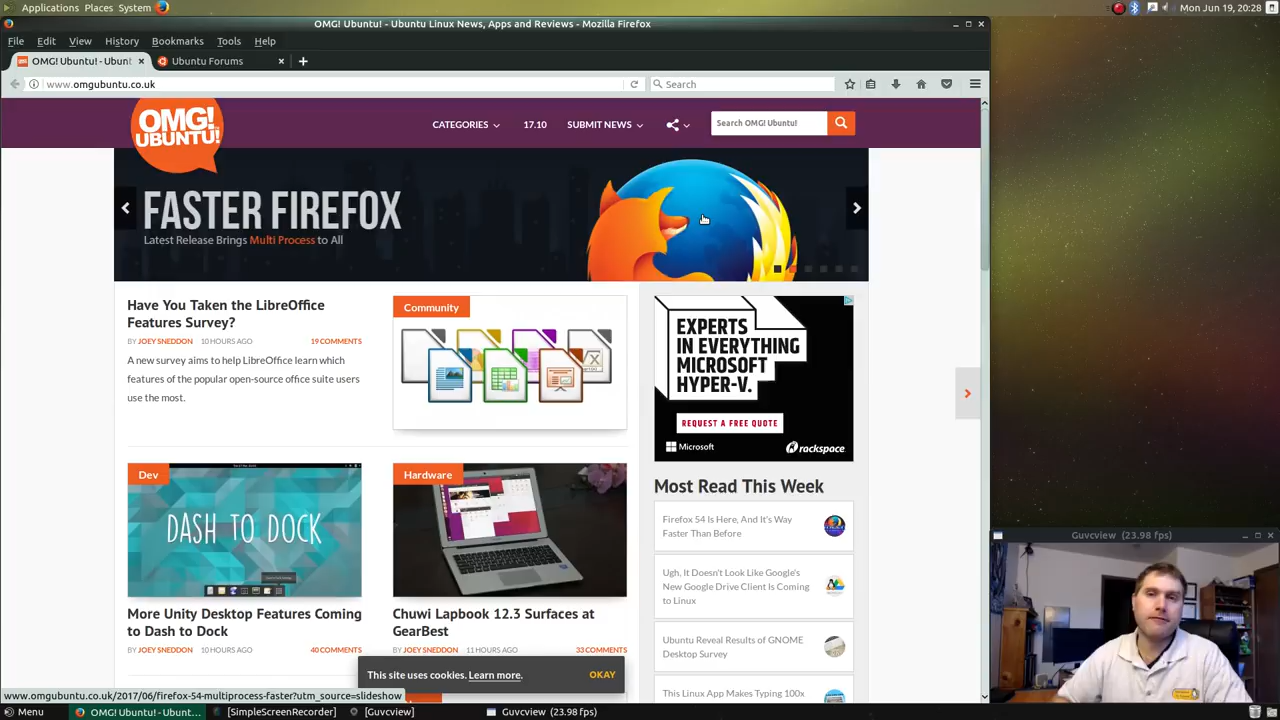 Applications Places System
Mon Jun 19, 20:28
OMG! Ubuntu! - Ubuntu Linux News, Apps and Reviews - Mozilla Firefox
File Edit View History Bookmarks Tools Help
OMG! Ubuntu! - Ubunt
Ubuntu Forums
www.omgubuntu.co.uk
Search
OMG!
UBUNTU!
CATEGORIES
17.10
SUBMIT NEWS
Search OMG! Ubuntu!
FASTER FIREFOX
Latest Release Brings Multi Process to All
Have You Taken the LibreOffice
Features Survey?
BY JOEY SNEDDON 10 HOURS AGO 19 COMMENTS
A new survey aims to help LibreOffice learn which
features of the popular open-source office suite users
use the most.
Community
EXPERTS
IN EVERYTHING
MICROSOFT
HYPER-V.
REQUEST A FREE QUOTE
Microsoft
rackspace
Dev
DASH TO DOCK
More Unity Desktop Features Coming
to Dash to Dock
BY JOEY SNEDDON 10 HOURS AGO 40 COMMENTS
Hardware
Chuwi Lapbook 12.3 Surfaces at
GearBest
BY JOEY SNEDDON 11 HOURS AGO 33 COMMENTS
Most Read This Week
Firefox 54 Is Here, And It's Way
Faster Than Before
Ugh, It Doesn't Look Like Google's
New Google Drive Client Is Coming
to Linux
Ubuntu Reveal Results of GNOME
Desktop Survey
This Linux App Makes Typing 100x
This site uses cookies. Learn more.
OKAY
www.omgubuntu.co.uk/2017/06/firefox-54-multiprocess-faster?utm_source=slideshow
Guvcview (23.98 fps)
Menu
OMG! Ubuntu! - Ubunt...
[SimpleScreenRecorder]
[Guvcview]
Guvcview (23.98 fps)